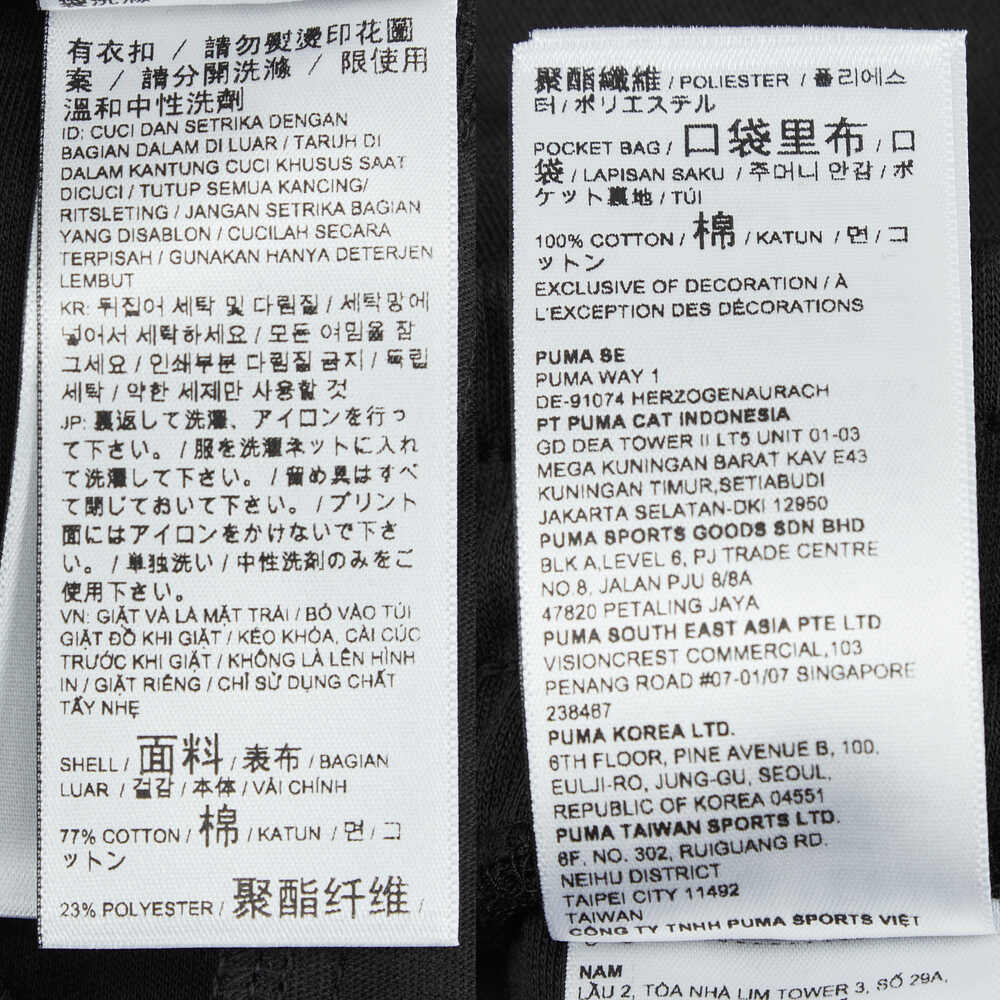 有衣扣 / 請勿熨燙印花圖
案 / 請分開洗滌 / 限使用
溫和中性洗劑
ID: CUCI DAN SETRIKA DENGAN
BAGIAN DALAM DI LUAR / TARUH DI
DALAM KANTUNG CUCI KHUSUS SAAT
DICUCI / TUTUP SEMUA KANCING/
RITSLETING / JANGAN SETRIKA BAGIAN
YANG DISABLON / CUCILAH SECARA
TERPISAH / GUNAKAN HANYA DETERJEN
LEMBUT
KR: 뒤집어 세탁 및 다림질 / 세탁망에
넣어서 세탁하세요 / 모든 여밈을 잠
그세요 / 인쇄부분 다림질 금지 / 독립
세탁 / 약한 세제만 사용할 것
JP: 裏返して洗濯、アイロンを行っ
て下さい。 / 服を洗濯ネットに入れ
て洗濯して下さい。 / 留め具はすべ
て閉じておいて下さい。 / プリント
面にはアイロンをかけないで下さ
い。 / 単独洗い / 中性洗剤のみをご
使用下さい。
VN: GIẶT VÀ LÀ MẶT TRÁI / BỎ VÀO TÚI
GIẶT ĐỒ KHI GIẶT / KÉO KHÓA, CÀI CÚC
TRƯỚC KHI GIẶT / KHÔNG LÀ LÊN HÌNH
IN / GIẶT RIÊNG / CHỈ SỬ DỤNG CHẤT
TẨY NHẸ
SHELL / 面料 / 表布 / BAGIAN
LUAR / 겉감 / 本体 / VẢI CHÍNH
77% COTTON / 棉 / KATUN / 면 / コ
ットン
23% POLYESTER / 聚酯纤维 /
聚酯纖維 / POLIESTER / 폴리에스
터 / ポリエステル
POCKET BAG / 口袋里布 / 口
袋 / LAPISAN SAKU / 주머니 안감 / ポ
ケット裏地 / TÚI
100% COTTON / 棉 / KATUN / 면 / コ
ットン
EXCLUSIVE OF DECORATION / À
L'EXCEPTION DES DÉCORATIONS
PUMA SE
PUMA WAY 1
DE-91074 HERZOGENAURACH
PT PUMA CAT INDONESIA
GD DEA TOWER II LT5 UNIT 01-03
MEGA KUNINGAN BARAT KAV E43
KUNINGAN TIMUR,SETIABUDI
JAKARTA SELATAN-DKI 12950
PUMA SPORTS GOODS SDN BHD
BLK A,LEVEL 6, PJ TRADE CENTRE
NO.8, JALAN PJU 8/8A
47820 PETALING JAYA
PUMA SOUTH EAST ASIA PTE LTD
VISIONCREST COMMERCIAL,103
PENANG ROAD #07-01/07 SINGAPORE
238467
PUMA KOREA LTD.
6TH FLOOR, PINE AVENUE B, 100,
EULJI-RO, JUNG-GU, SEOUL,
REPUBLIC OF KOREA 04551
PUMA TAIWAN SPORTS LTD.
6F, NO. 302, RUIGUANG RD.
NEIHU DISTRICT
TAIPEI CITY 11492
TAIWAN
CÔNG TY TNHH PUMA SPORTS VIỆT
NAM
LẦU 2, TÒA NHÀ LIM TOWER 3, SỐ 29A,